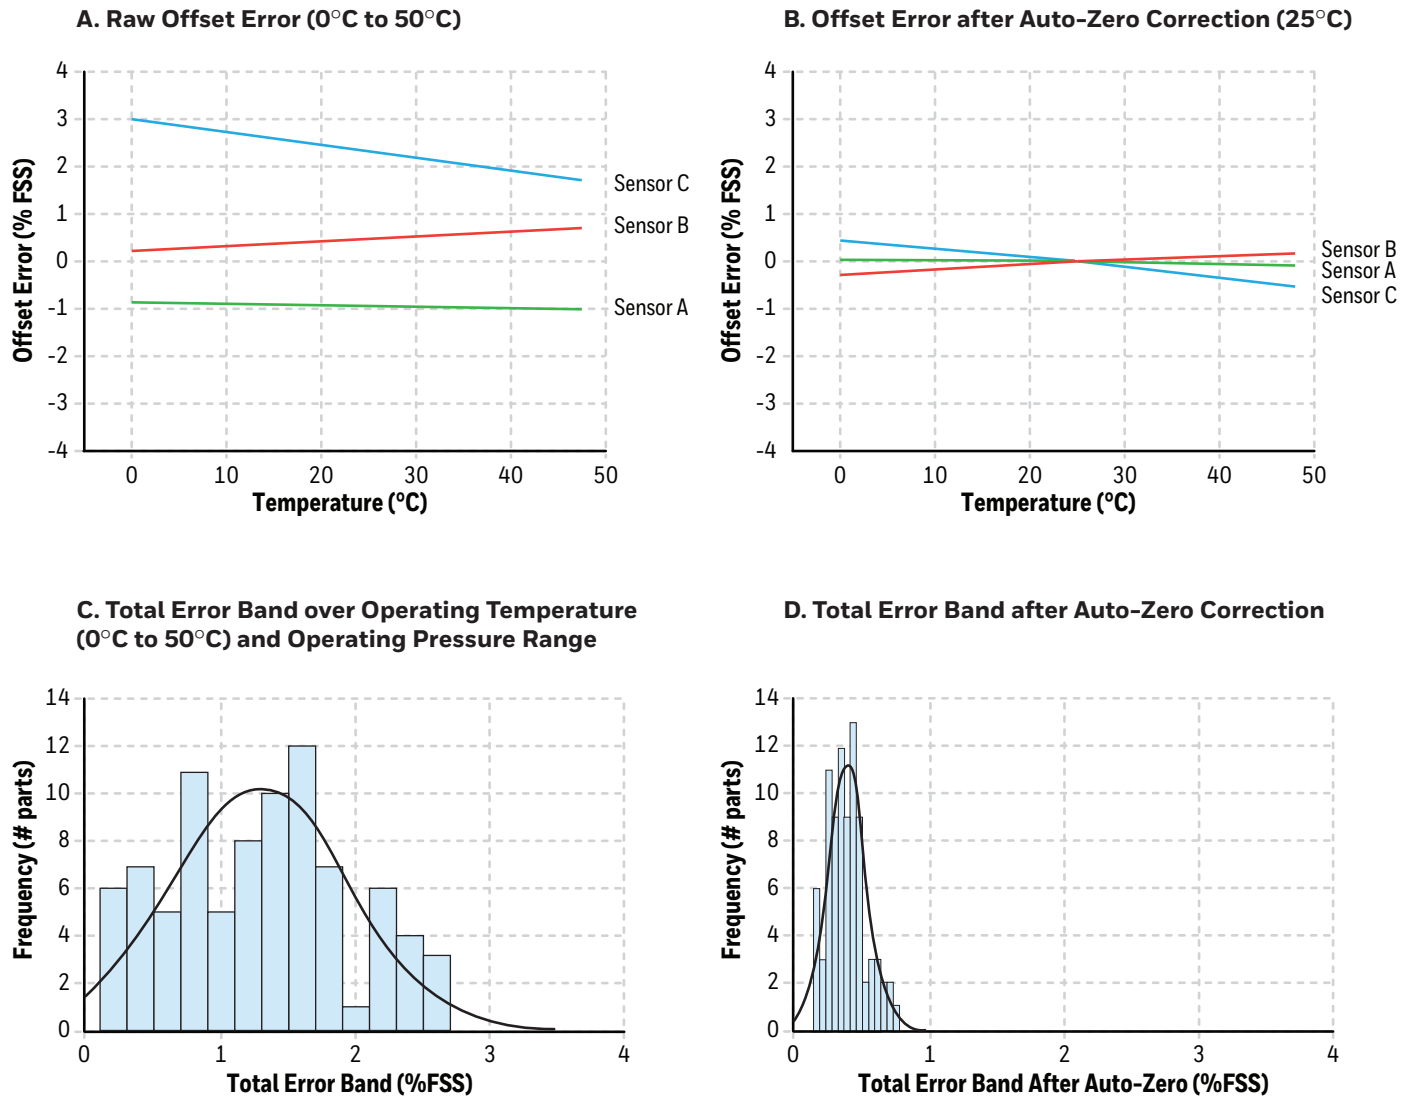 A. Raw Offset Error (0°C to 50°C)
4
3
2
1
0
-1
-2
-3
-4
Offset Error (% FSS)
Sensor C
Sensor B
Sensor A
0 10 20 30 40 50
Temperature (ºC)
B. Offset Error after Auto-Zero Correction (25°C)
4
3
2
1
0
-1
-2
-3
-4
Offset Error (% FSS)
Sensor B
Sensor A
Sensor C
0 10 20 30 40 50
Temperature (ºC)
C. Total Error Band over Operating Temperature
(0°C to 50°C) and Operating Pressure Range
14
12
10
8
6
4
2
0
Frequency (# parts)
0 1 2 3 4
Total Error Band (%FSS)
D. Total Error Band after Auto-Zero Correction
14
12
10
8
6
4
2
0
Frequency (# parts)
0 1 2 3 4
Total Error Band After Auto-Zero (%FSS)